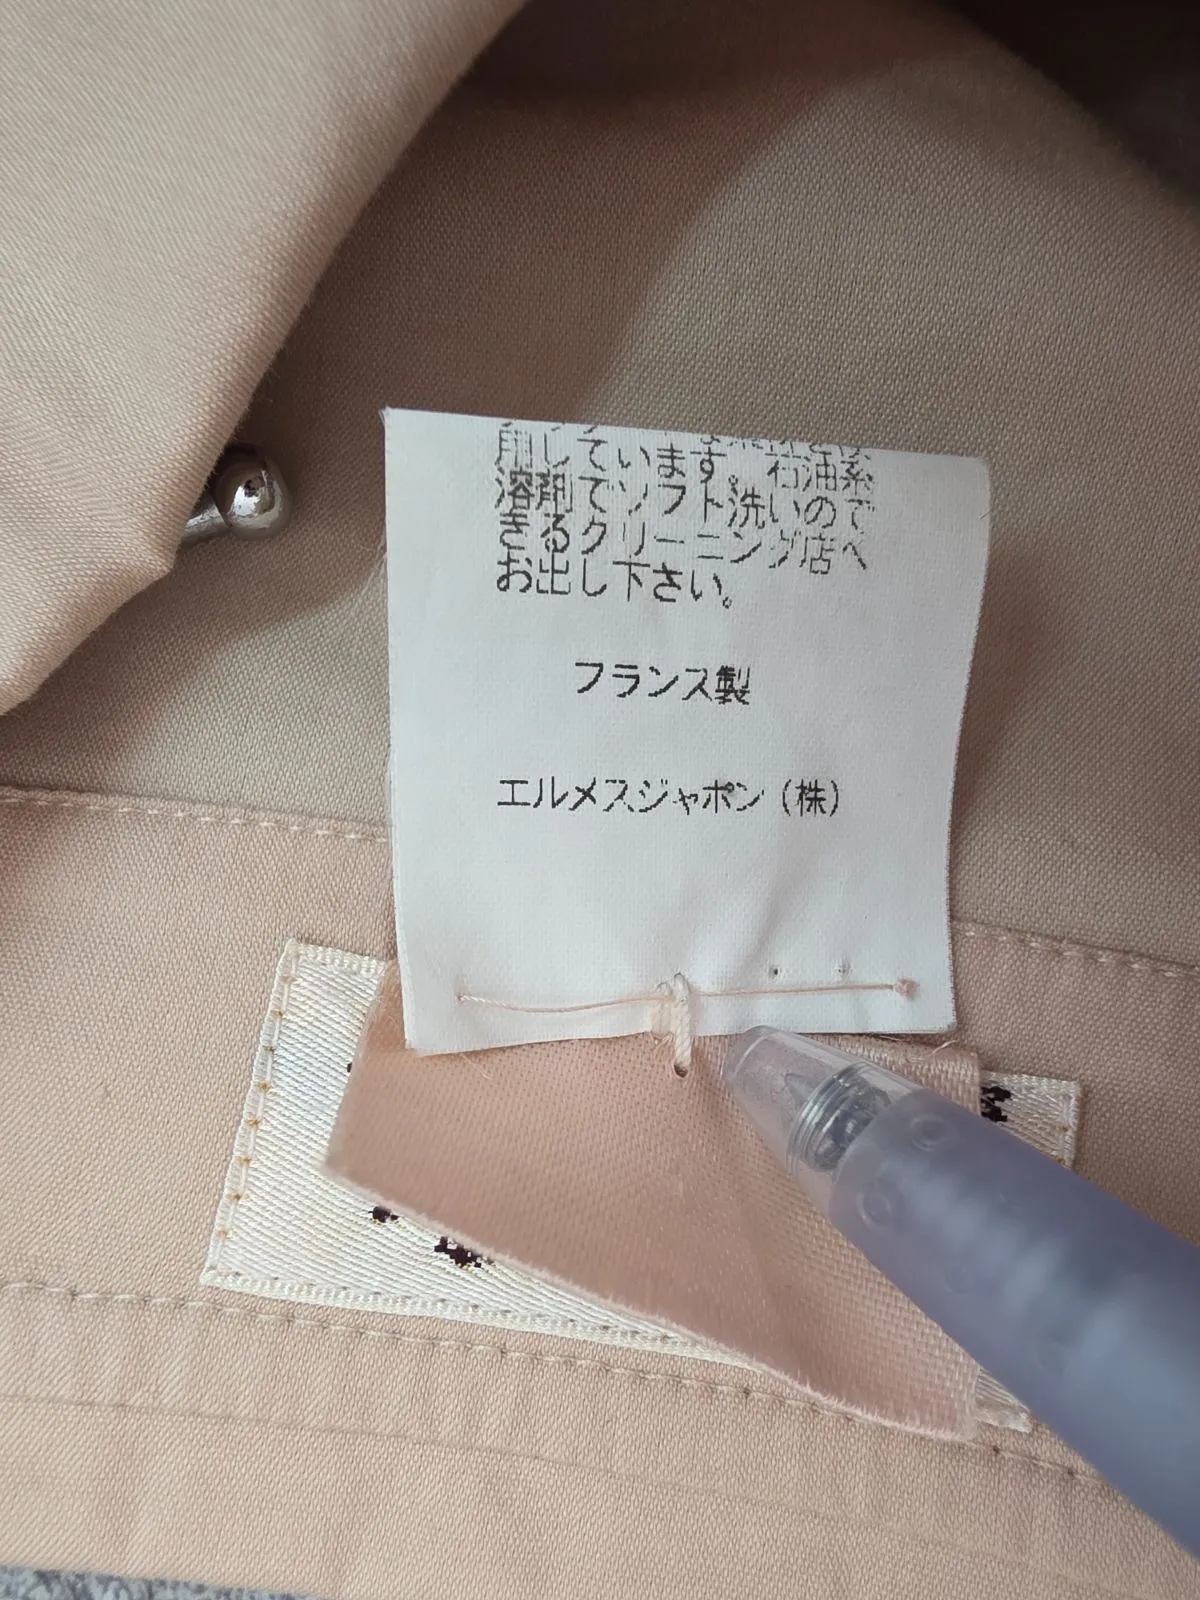 用しています。石油系
溶剤でソフト洗いので
きるクリーニング店へ
お出し下さい。
フランス製
エルメスジャポン（株）